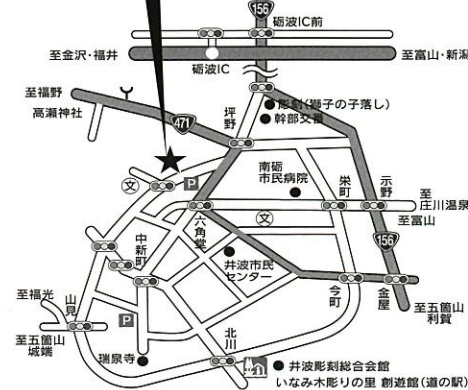 156
砺波IC前
至金沢・福井
至富山・新潟
砺波IC
至福野
高瀬神社
471
坪野
彫刻(獅子の子落し)
幹部交番
文
P
南砺
市民病院
栄町
示野
至
庄川温泉
至富山
六角堂
文
156
中新町
井波市民
センター
今町
金屋
至福光
山見
至五箇山
城端
P
瑞泉寺
北川
至五箇山
利賀
井波彫刻総合会館
いなみ木彫りの里 創遊館(道の駅)